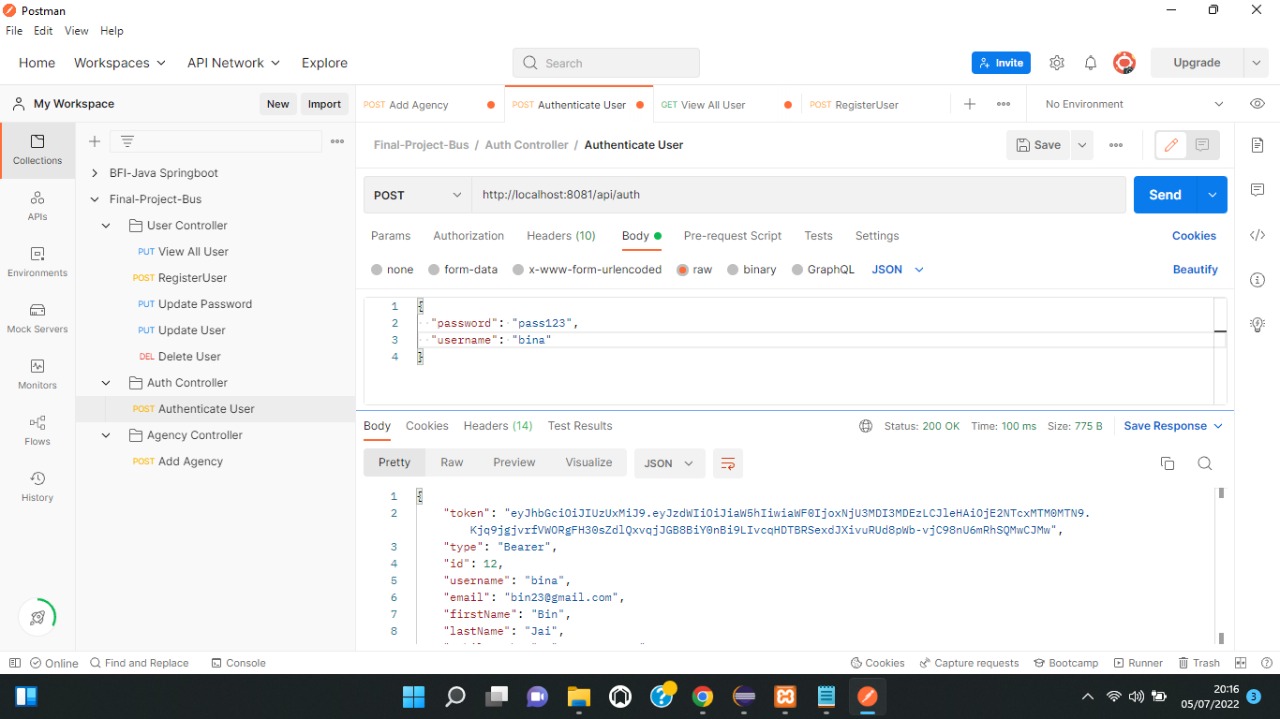 Postman
File Edit View Help
Home Workspaces API Network Explore Search Invite Upgrade
My Workspace New Import POST Add Agency POST Authenticate User GET View All User POST RegisterUser No Environment
Final-Project-Bus / Auth Controller / Authenticate User Save
Collections
APIs
Environments
Mock Servers
Monitors
Flows
History
BFI-Java Springboot
Final-Project-Bus
User Controller
PUT View All User
POST RegisterUser
PUT Update Password
PUT Update User
DEL Delete User
Auth Controller
POST Authenticate User
Agency Controller
POST Add Agency
POST http://localhost:8081/api/auth Send
Params Authorization Headers (10) Body Pre-request Script Tests Settings Cookies
none form-data x-www-form-urlencoded raw binary GraphQL JSON Beautify
1 {
2 "password": "pass123",
3 "username": "bina"
4 }
Body Cookies Headers (14) Test Results Status: 200 OK Time: 100 ms Size: 775 B Save Response
Pretty Raw Preview Visualize JSON
1 {
2 "token": "eyJhbGciOiJIUzUxMiJ9.eyJzdWIiOiJiaW5hIiwiaWF0IjoxNjU3MDI3MDEzLCJleHAiOjE2NTcxMTM0MTN9.
Kjq9jgjvrfVWORgFH30sZdlQxvqjJGB8BiY0nBi9LIvcqHDTBRSexdJXivuRUd8pWb-vjC98nU6mRhSQMwCJMw",
3 "type": "Bearer",
4 "id": 12,
5 "username": "bina",
6 "email": "bin23@gmail.com",
7 "firstName": "Bin",
8 "lastName": "Jai",
Online Find and Replace Console Cookies Capture requests Bootcamp Runner Trash
20:16
05/07/2022
3